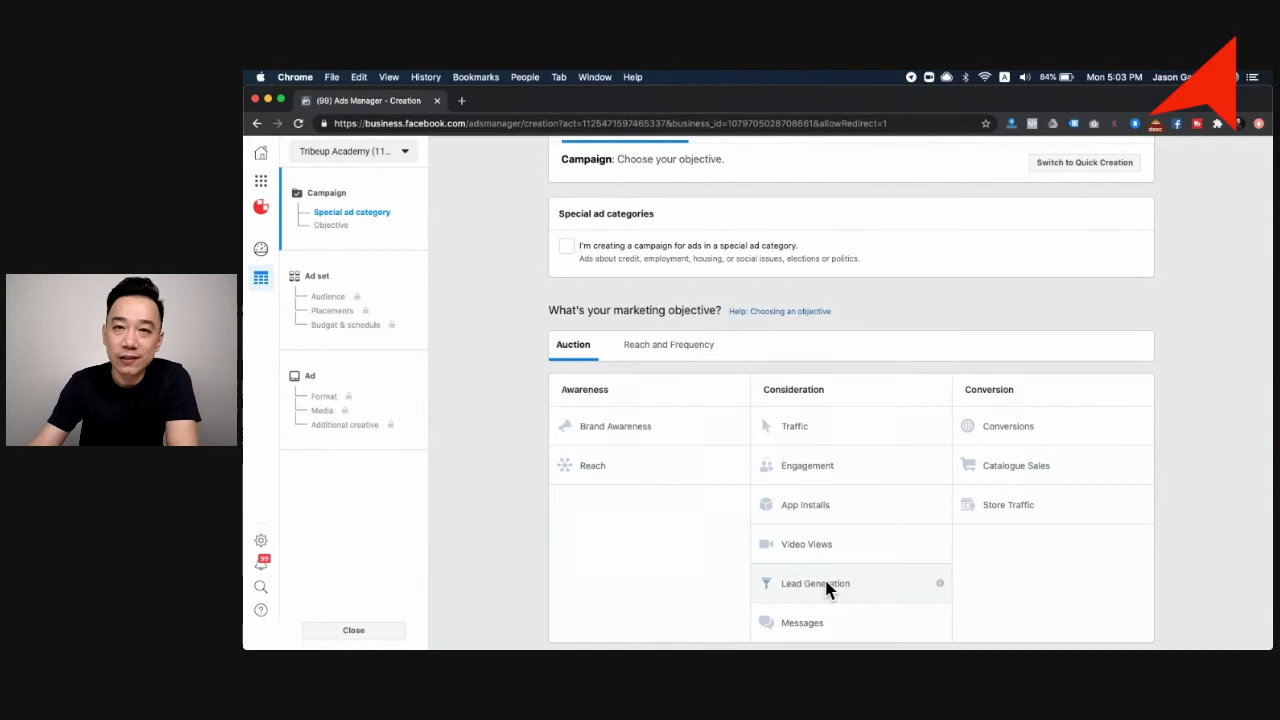 Chrome File Edit View History Bookmarks People Tab Window Help
84% Mon 5:03 PM Jason
(99) Ads Manager - Creation
https://business.facebook.com/adsmanager/creation?act=1125471597465337&business_id=1079705028708661&allowRedirect=1
Tribeup Academy (11...
Campaign: Choose your objective.
Switch to Quick Creation
Campaign
Special ad category
Objective
Special ad categories
I'm creating a campaign for ads in a special ad category.
Ads about credit, employment, housing, or social issues, elections or politics.
Ad set
Audience
Placements
Budget & schedule
What's your marketing objective? Help: Choosing an objective
Auction Reach and Frequency
Ad
Format
Media
Additional creative
Awareness Consideration Conversion
Brand Awareness Traffic Conversions
Reach Engagement Catalogue Sales
App Installs Store Traffic
Video Views
Lead Generation
Messages
99
Close